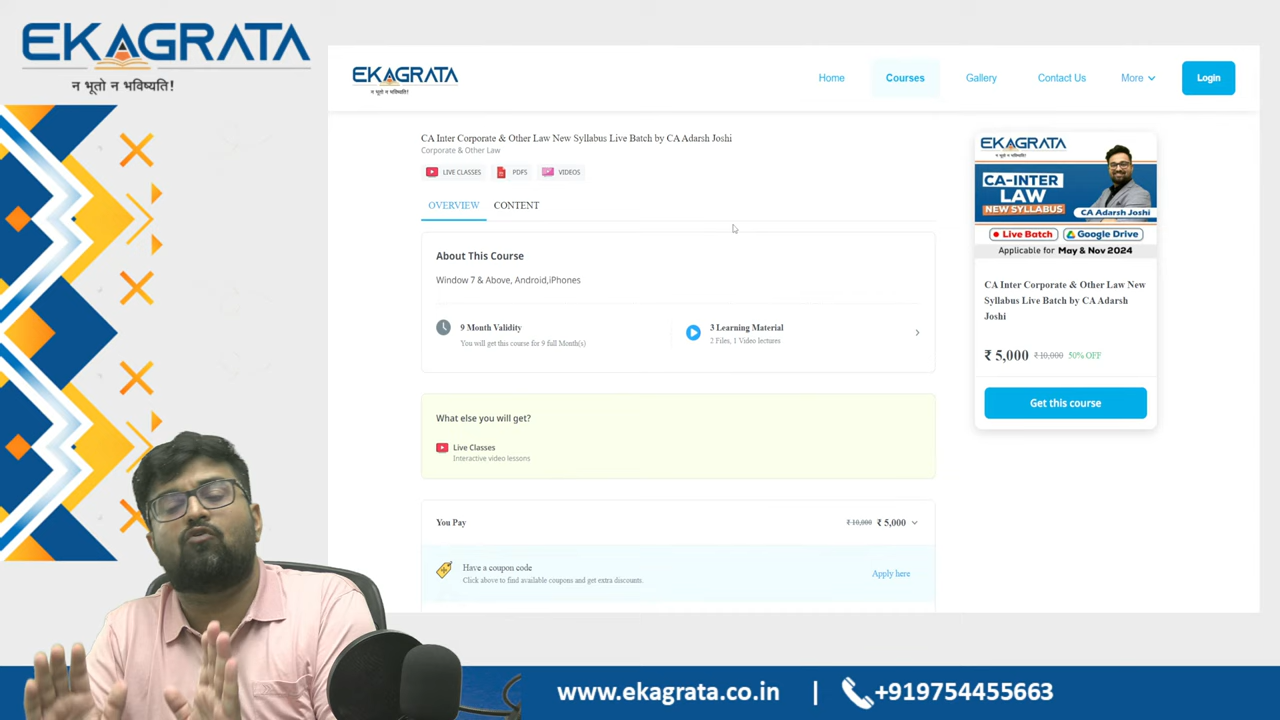 EKAGRATA
न भूतो न भविष्यति!
EKAGRATA
न भूतो न भविष्यति!
Home
Courses
Gallery
Contact Us
More
Login
CA Inter Corporate & Other Law New Syllabus Live Batch by CA Adarsh Joshi
Corporate & Other Law
LIVE CLASSES
PDFS
VIDEOS
OVERVIEW
CONTENT
About This Course
Window 7 & Above, Android,iPhones
9 Month Validity
You will get this course for 9 full Month(s)
3 Learning Material
2 Files, 1 Video lectures
What else you will get?
Live Classes
Interactive video lessons
You Pay
₹ 10,000 ₹ 5,000
Have a coupon code
Click above to find available coupons and get extra discounts.
Apply here
EKAGRATA
न भूतो न भविष्यति!
CA-INTER
LAW
NEW SYLLABUS
CA Adarsh Joshi
Live Batch
Google Drive
Applicable for May & Nov 2024
CA Inter Corporate & Other Law New
Syllabus Live Batch by CA Adarsh
Joshi
₹ 5,000 ₹ 10,000 50% OFF
Get this course
www.ekagrata.co.in | +919754455663